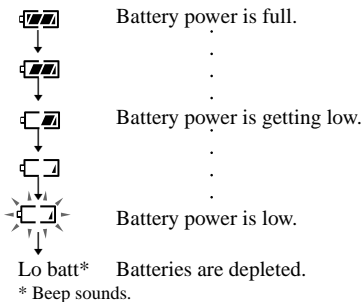 Battery power is full.
Battery power is getting low.
Battery power is low.
Lo batt* Batteries are depleted.
* Beep sounds.